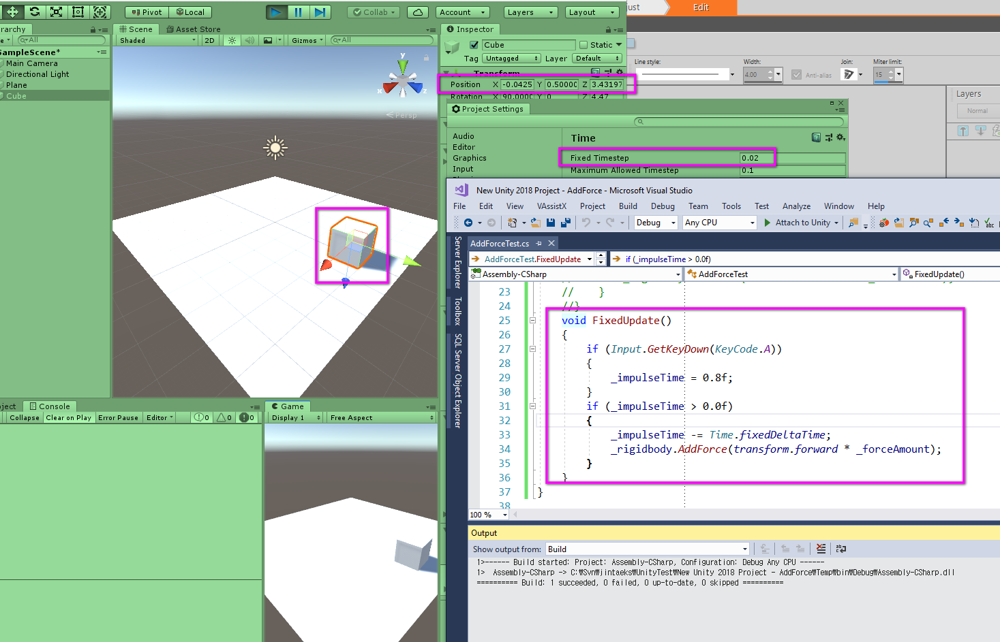 Pivot Local Collab Account Layers Layout
just Edit
rarchy
Scene Asset Store
Inspector
All
Shaded 2D Gizmos All
Cube Static
Tag Untagged Layer Default
SampleScene*
Main Camera
Directional Light
Plane
Cube
y
x z
Persp
Transform
Position X -0.0425 Y 0.50000 Z 3.43197
Rotation X 90.0000 Y 0 Z 4.47
Line style: Width: Join: Miter limit:
4.00 Anti-alias 15
Layers
Normal
Project Settings
Audio
Editor
Graphics
Input
Time
Fixed Timestep 0.02
Maximum Allowed Timestep 0.1
New Unity 2018 Project - AddForce - Microsoft Visual Studio
File Edit View VAssistX Project Build Debug Team Tools Test Analyze Window Help
Debug Any CPU Attach to Unity
Server Explorer
Toolbox
SQL Server Object Explorer
AddForceTest.cs
AddForceTest.FixedUpdate if (_impulseTime > 0.0f)
Assembly-CSharp AddForceTest FixedUpdate()
23 // }
24 //}
25 void FixedUpdate()
26 {
27 if (Input.GetKeyDown(KeyCode.A))
28 {
29 _impulseTime = 0.8f;
30 }
31 if (_impulseTime > 0.0f)
32 {
33 _impulseTime -= Time.fixedDeltaTime;
34 _rigidbody.AddForce(transform.forward * _forceAmount);
35 }
36 }
37 }
38
100 %
Output
Show output from: Build
1>------ Build started: Project: Assembly-CSharp, Configuration: Debug Any CPU ------
1> Assembly-CSharp -> C:₩Svn₩jintaeks₩UnityTest₩New Unity 2018 Project - AddForce₩Temp₩bin₩Debug₩Assembly-CSharp.dll
========== Build: 1 succeeded, 0 failed, 0 up-to-date, 0 skipped ==========
oject Console
Collapse Clear on Play Error Pause Editor 0 0 0
Game
Display 1 Free Aspect